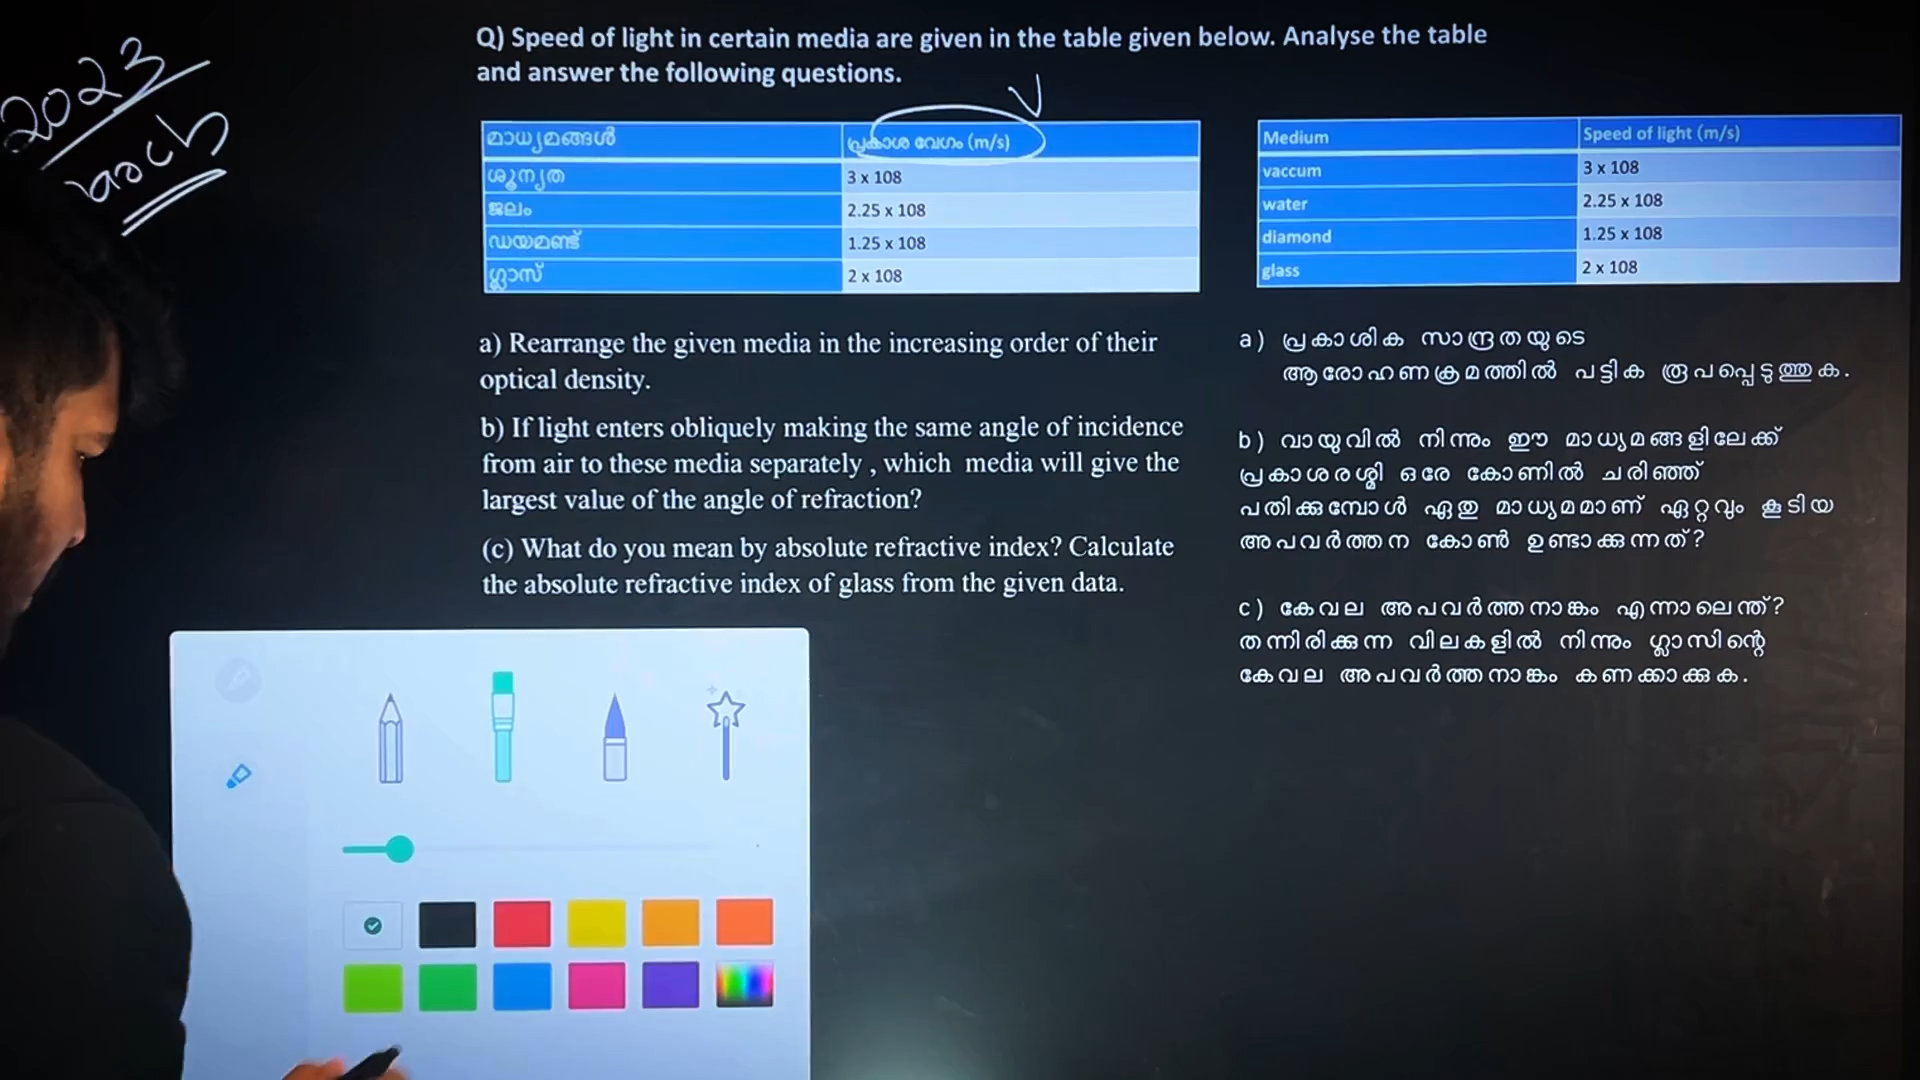 2023
March
Q) Speed of light in certain media are given in the table given below. Analyse the table
and answer the following questions.
മാധ്യമങ്ങൾ പ്രകാശ വേഗം (m/s)
ശൂന്യത 3 x 108
ജലം 2.25 x 108
ഡയമണ്ട് 1.25 x 108
ഗ്ലാസ് 2 x 108
Medium Speed of light (m/s)
vaccum 3 x 108
water 2.25 x 108
diamond 1.25 x 108
glass 2 x 108
a) Rearrange the given media in the increasing order of their
optical density.
b) If light enters obliquely making the same angle of incidence
from air to these media separately , which media will give the
largest value of the angle of refraction?
(c) What do you mean by absolute refractive index? Calculate
the absolute refractive index of glass from the given data.
a) പ്രകാശിക സാന്ദ്രതയുടെ
ആരോഹണക്രമത്തിൽ പട്ടിക രൂപപ്പെടുത്തുക.
b) വായുവിൽ നിന്നും ഈ മാധ്യമങ്ങളിലേക്ക്
പ്രകാശരശ്മി ഒരേ കോണിൽ ചരിഞ്ഞ്
പതിക്കുമ്പോൾ ഏതു മാധ്യമമാണ് ഏറ്റവും കൂടിയ
അപവർത്തന കോൺ ഉണ്ടാക്കുന്നത്?
c) കേവല അപവർത്തനാങ്കം എന്നാലെന്ത്?
തന്നിരിക്കുന്ന വിലകളിൽ നിന്നും ഗ്ലാസിന്റെ
കേവല അപവർത്തനാങ്കം കണക്കാക്കുക.